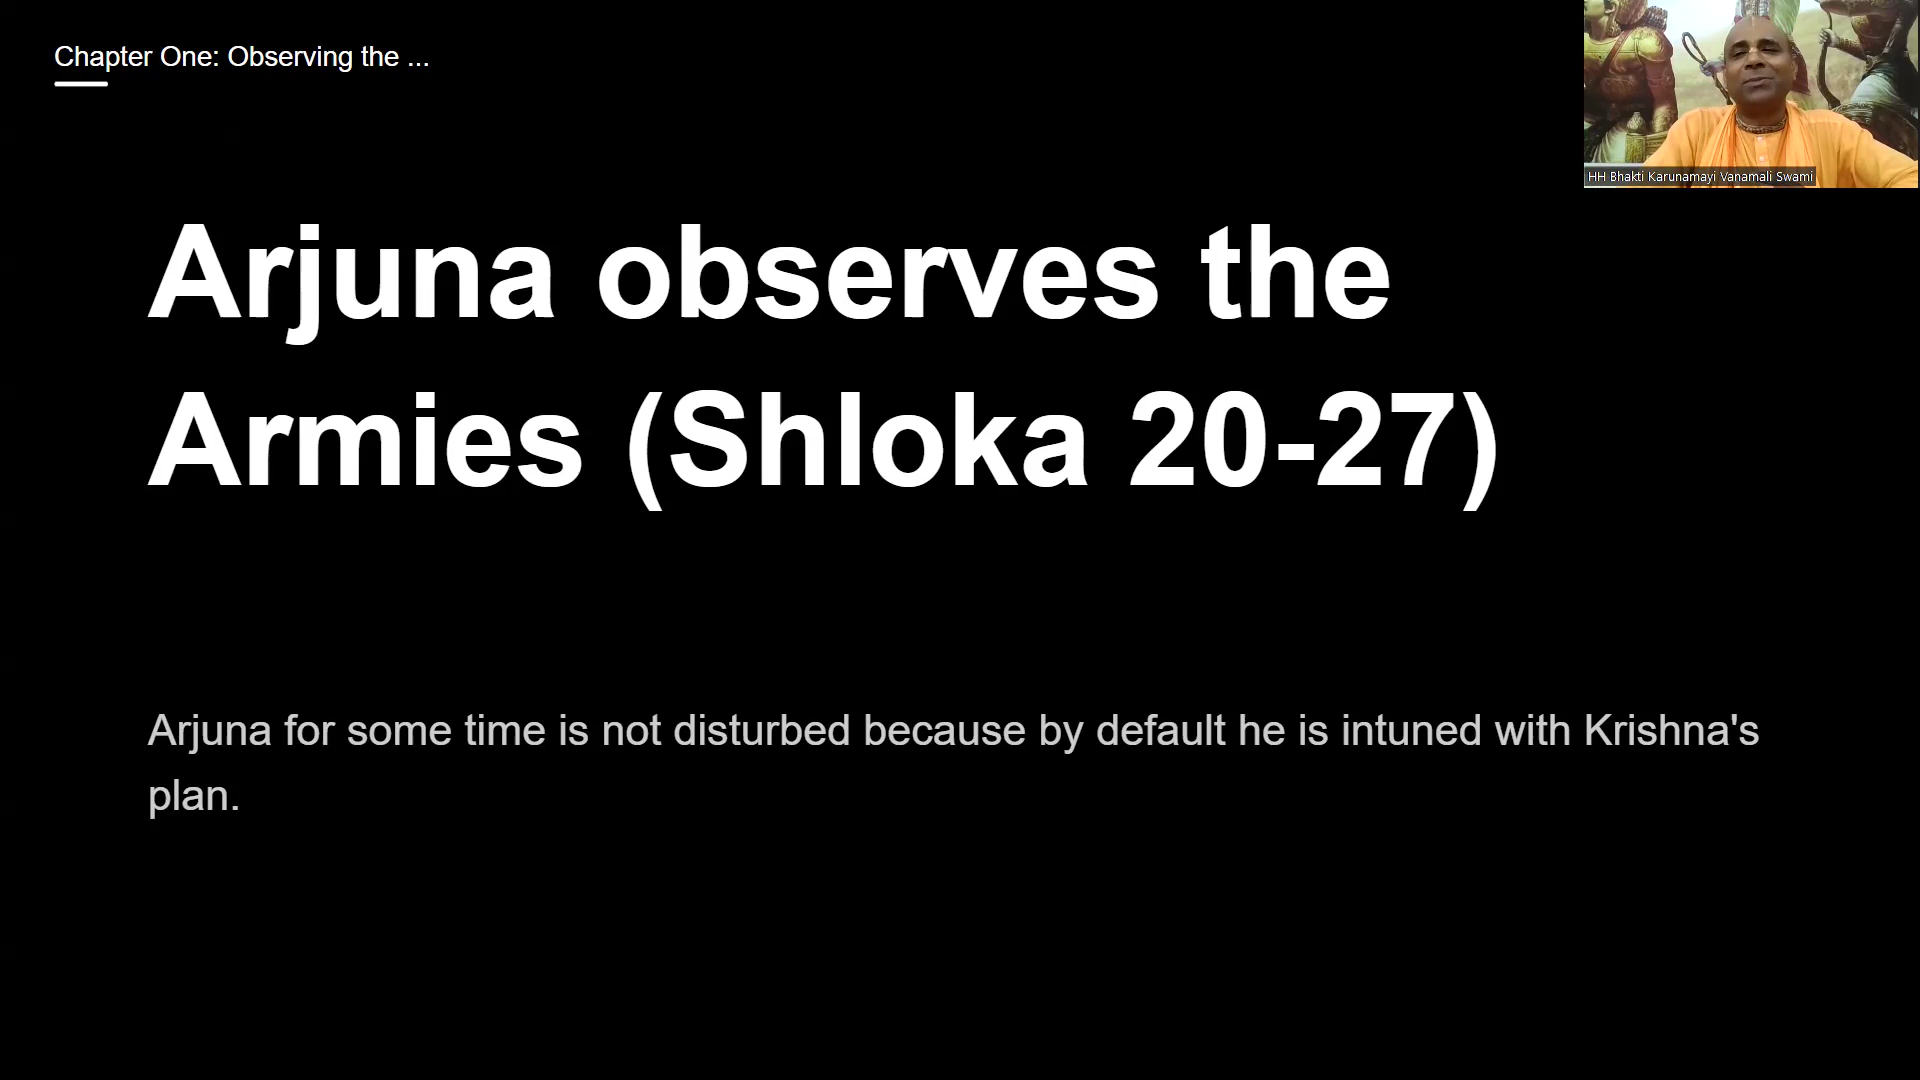 Chapter One: Observing the ...
HH Bhakti Karunamayi Vanamali Swami
Arjuna observes the
Armies (Shloka 20-27)
Arjuna for some time is not disturbed because by default he is intuned with Krishna's
plan.